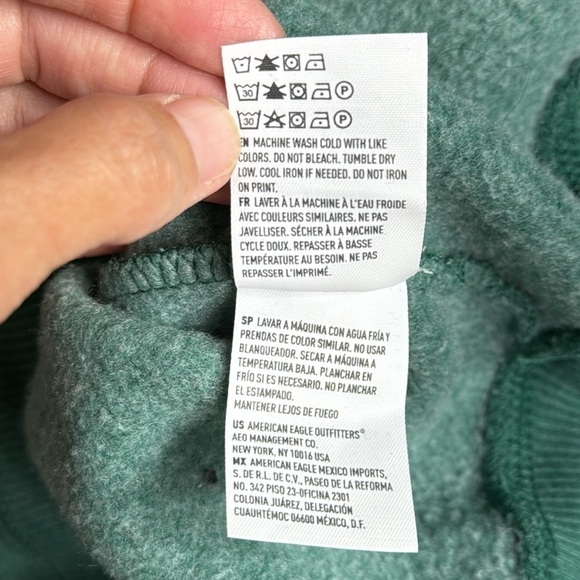 30 P
30 P
EN MACHINE WASH COLD WITH LIKE
COLORS. DO NOT BLEACH. TUMBLE DRY
LOW. COOL IRON IF NEEDED. DO NOT IRON
ON PRINT.
FR LAVER À LA MACHINE À L'EAU FROIDE
AVEC COULEURS SIMILAIRES. NE PAS
JAVELLISER. SÉCHER À LA MACHINE
CYCLE DOUX. REPASSER À BASSE
TEMPÉRATURE AU BESOIN. NE PAS
REPASSER L'IMPRIMÉ.
SP LAVAR A MÁQUINA CON AGUA FRÍA Y
PRENDAS DE COLOR SIMILAR. NO USAR
BLANQUEADOR. SECAR A MÁQUINA A
TEMPERATURA BAJA. PLANCHAR EN
FRÍO SI ES NECESARIO. NO PLANCHAR
EL ESTAMPADO.
MANTENER LEJOS DE FUEGO
US AMERICAN EAGLE OUTFITTERS®
AEO MANAGEMENT CO.
NEW YORK, NY 10016 USA
MX AMERICAN EAGLE MEXICO IMPORTS,
S. DE R.L. DE C.V., PASEO DE LA REFORMA
NO. 342 PISO 23-OFICINA 2301
COLONIA JUÁREZ, DELEGACIÓN
CUAUHTÉMOC 06600 MÉXICO, D.F.